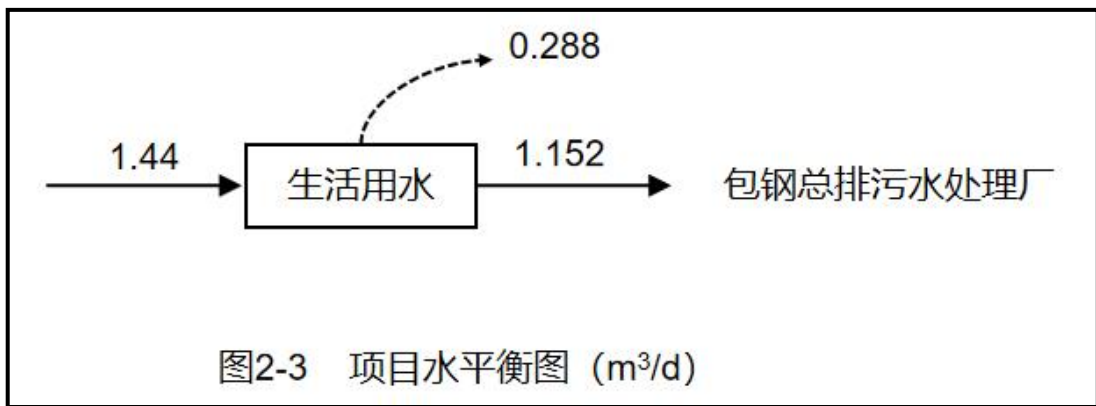 0.288
1.44
生活用水
1.152
包钢总排污水处理厂
图2-3 项目水平衡图（m³/d）